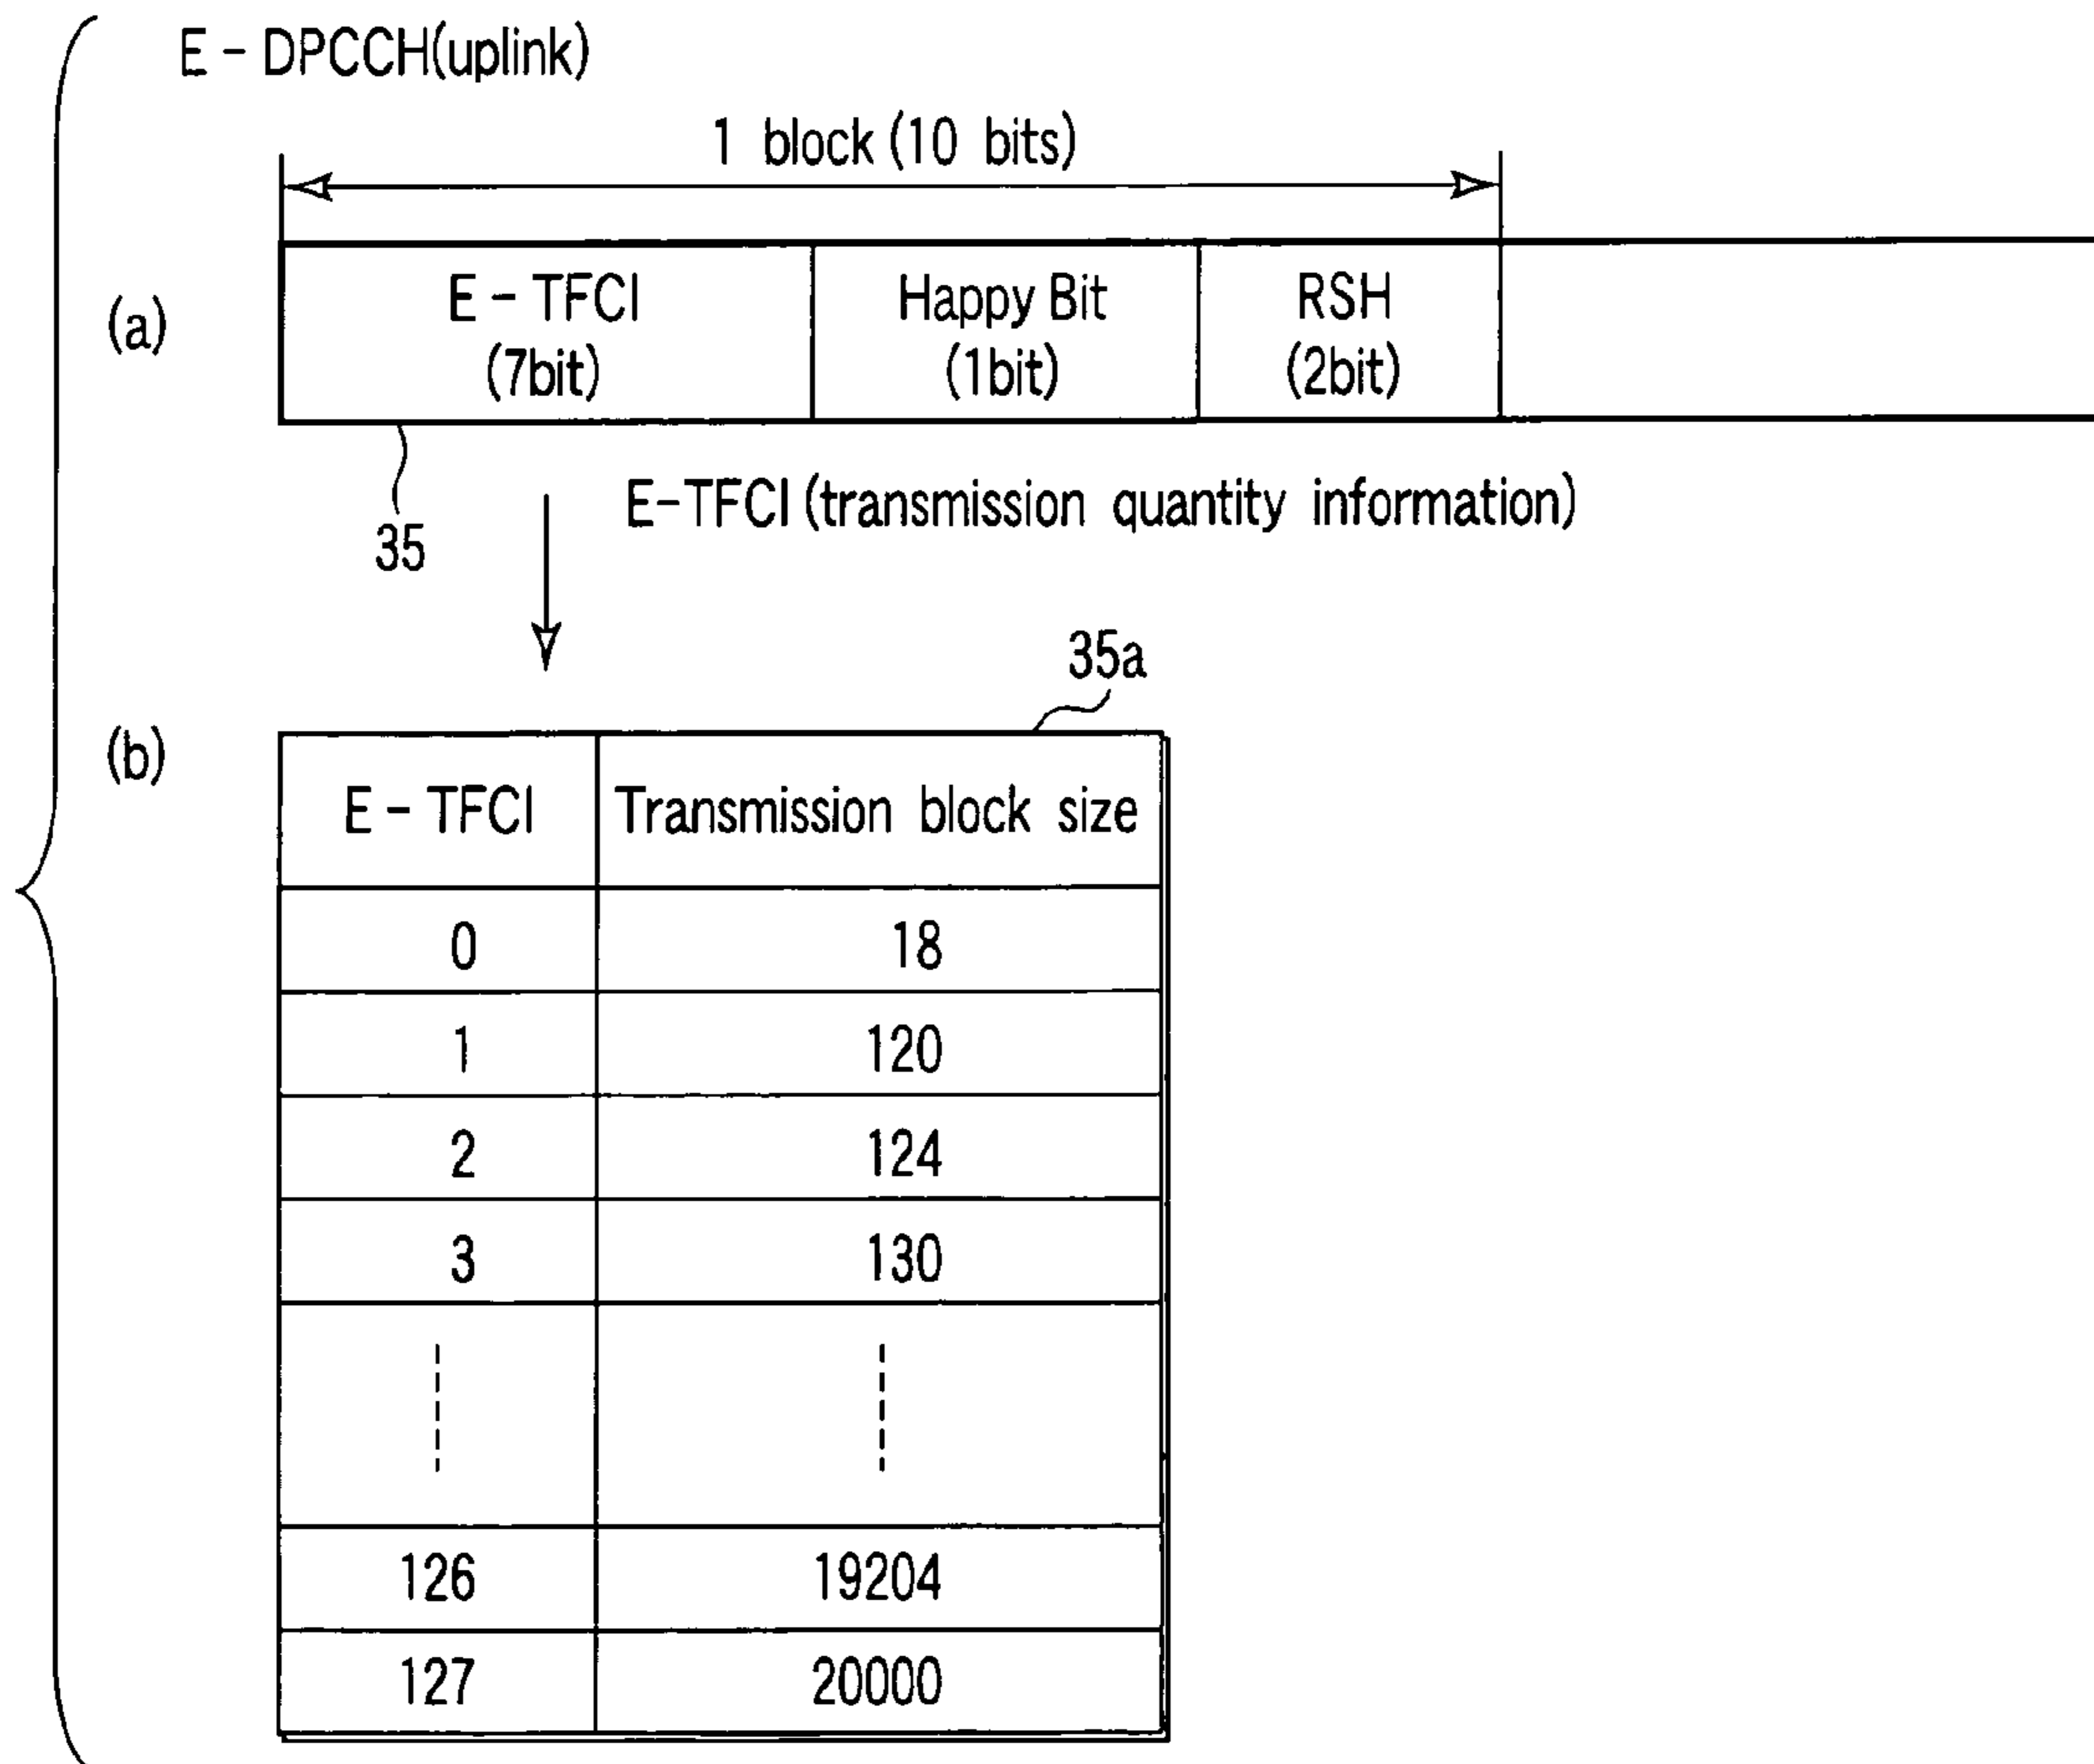 E - DPCCH(uplink)
1 block (10 bits)
(a)
E - TFCI
(7bit)
Happy Bit
(1bit)
RSH
(2bit)
35
E-TFCI (transmission quantity information)
35a
(b)
E - TFCI Transmission block size
0 18
1 120
2 124
3 130
126 19204
127 20000